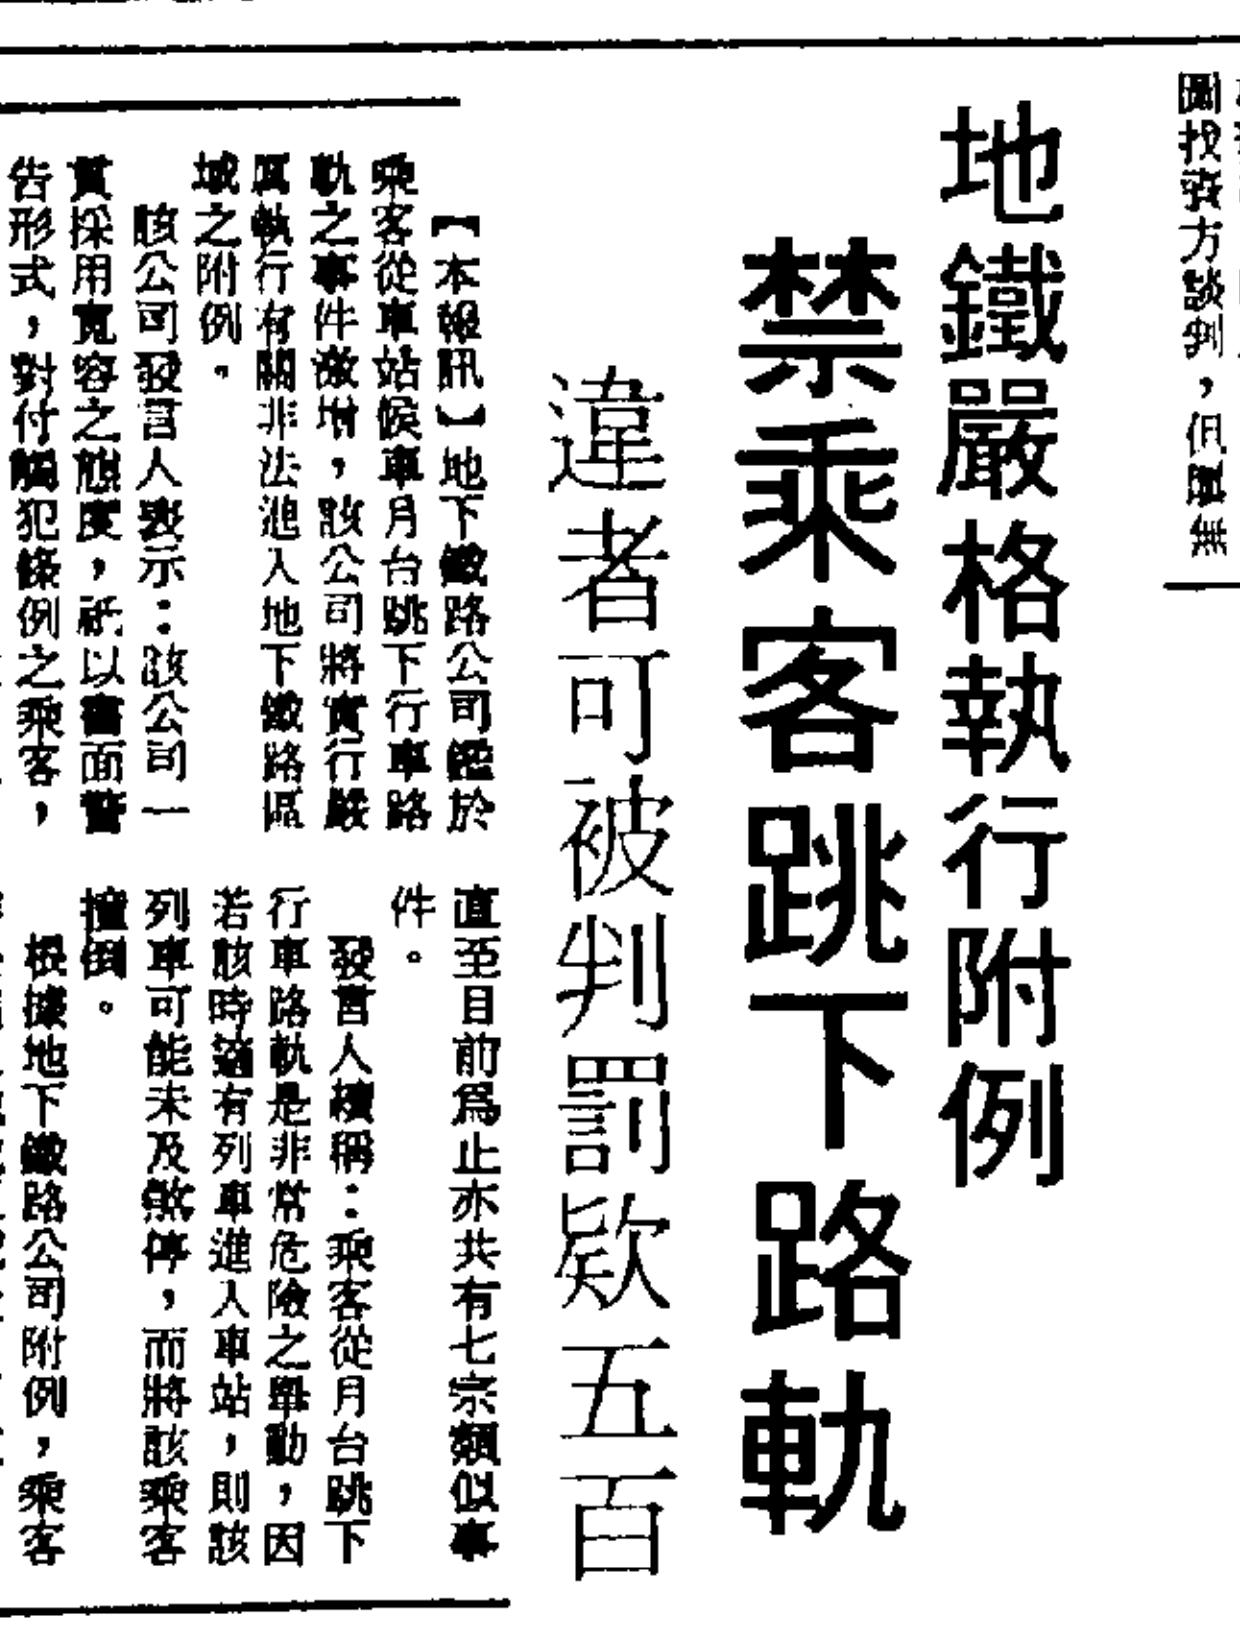 圖找資方談判，但雁無
地鐵嚴格執行附例
禁乘客跳下路軌
違者可被判罰款五百
【本報訊】地下鐵路公司鑑於
乘客從車站候車月台跳下行車路
軌之事件激增，該公司將實行嚴
厲執行有關非法進入地下鐵路區
域之附例。
該公司發言人表示：該公司一
貫採用寬容之態度，祇以書面警
告形式，對付觸犯條例之乘客，
直至目前為止亦共有七宗類似事
件。
發言人續稱：乘客從月台跳下
行車路軌是非常危險之舉動，因
若該時適有列車進入車站，則該
列車可能未及煞停，而將該乘客
撞倒。
根據地下鐵路公司附例，乘客